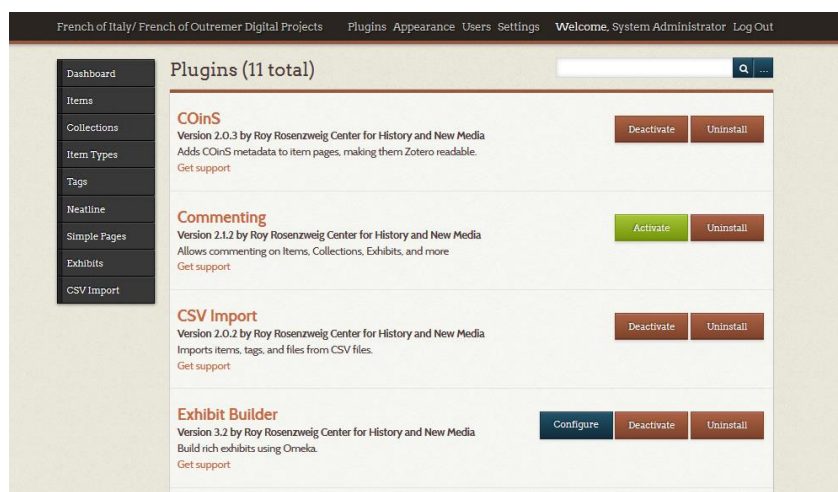 French of Italy/ French of Outremer Digital Projects Plugins Appearance Users Settings Welcome, System Administrator Log Out
Dashboard
Items
Collections
Item Types
Tags
Neatline
Simple Pages
Exhibits
CSV Import
Plugins (11 total)
...
COinS
Version 2.0.3 by Roy Rosenzweig Center for History and New Media
Adds COinS metadata to item pages, making them Zotero readable.
Get support
Deactivate Uninstall
Commenting
Version 2.1.2 by Roy Rosenzweig Center for History and New Media
Allows commenting on Items, Collections, Exhibits, and more
Get support
Activate Uninstall
CSV Import
Version 2.0.2 by Roy Rosenzweig Center for History and New Media
Imports items, tags, and files from CSV files.
Get support
Deactivate Uninstall
Exhibit Builder
Version 3.2 by Roy Rosenzweig Center for History and New Media
Build rich exhibits using Omeka.
Get support
Configure Deactivate Uninstall